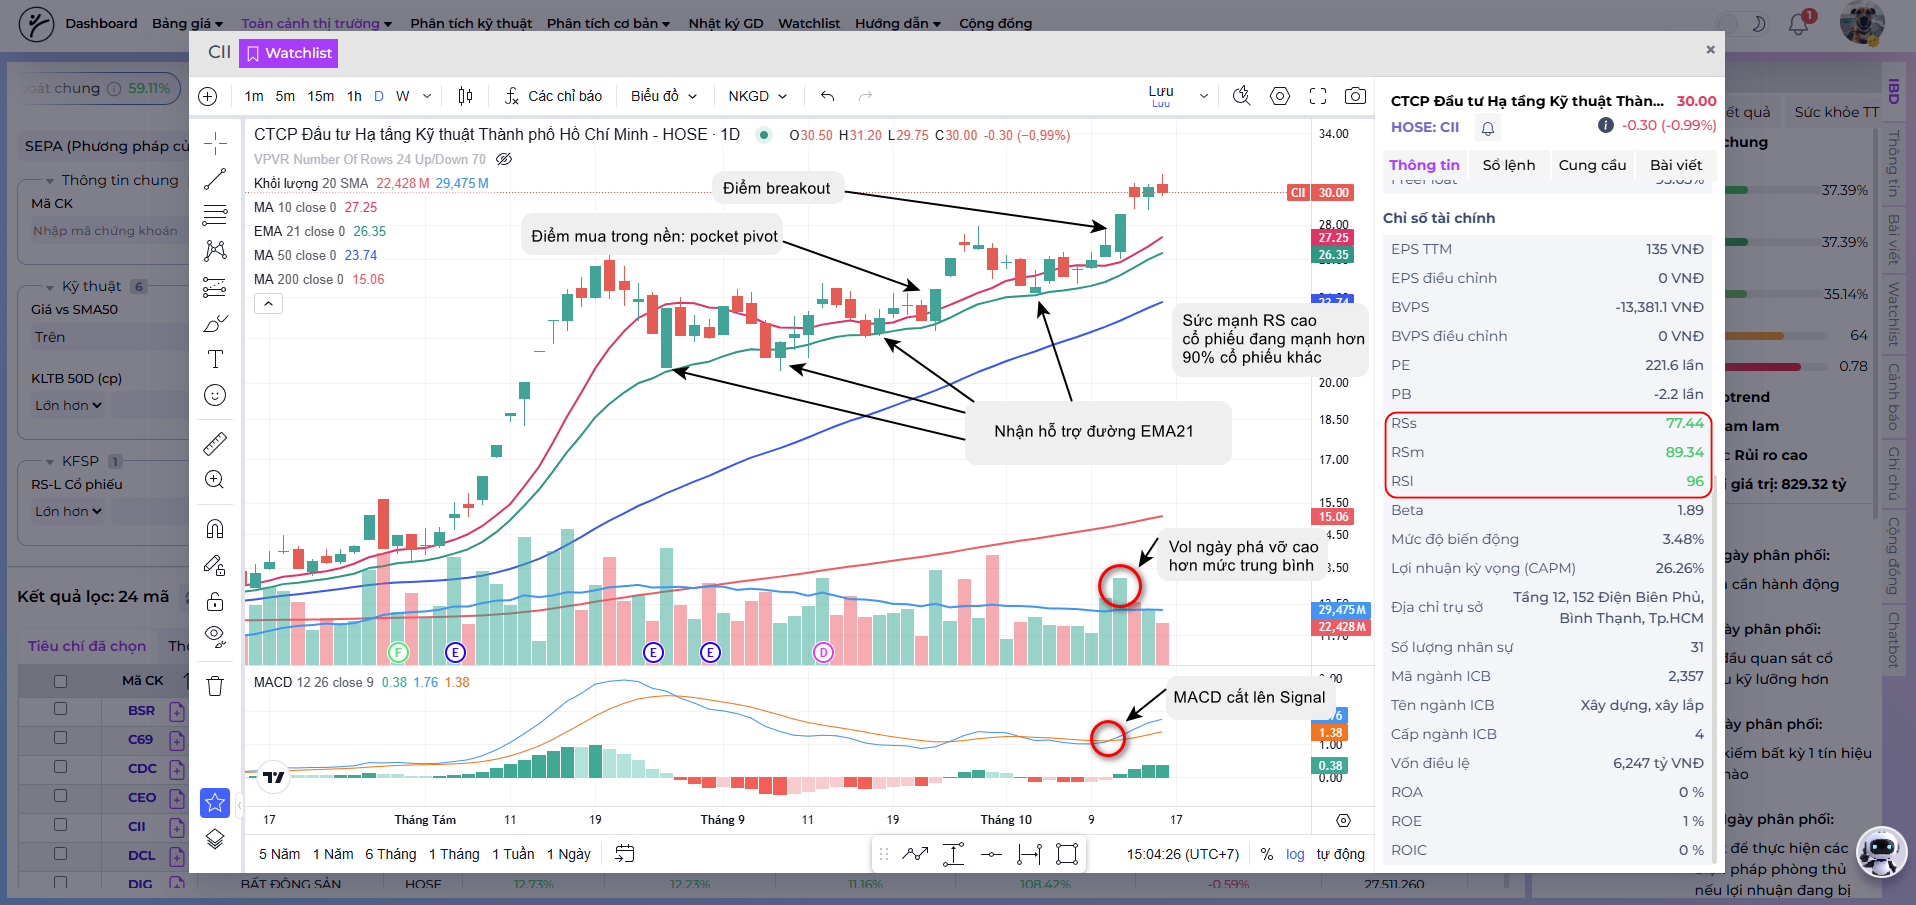 Dashboard Bảng giá Toàn cảnh thị trường Phân tích kỹ thuật Phân tích cơ bản Nhật ký GD Watchlist Hướng dẫn Cộng đồng
1
CII Watchlist
×
soát chung 59.11%
SEPA (Phương pháp củ
Thông tin chung
Mã CK
Nhập mã chứng khoán
Kỹ thuật 6
Giá vs SMA50
Trên
KLTB 50D (cp)
Lớn hơn
KFSP 1
RS-L Cổ phiếu
Lớn hơn
Kết quả lọc: 24 mã
Tiêu chí đã chọn
Mã CK
BSR
C69
CDC
CEO
CII
DCL
DIG BẤT ĐỘNG SẢN HOSE 12.73% 12.23% 11.16% 108.42% -0.59% 27.511.260
1m 5m 15m 1h D W Các chỉ báo Biểu đồ NKGD Lưu
Lưu
CTCP Đầu tư Hạ tầng Kỹ thuật Thành phố Hồ Chí Minh - HOSE · 1D O30.50 H31.20 L29.75 C30.00 -0.30 (−0,99%)
VPVR Number Of Rows 24 Up/Down 70
Khối lượng 20 SMA 22,428 M 29,475 M
MA 10 close 0 27.25
EMA 21 close 0 26.35
MA 50 close 0 23.74
MA 200 close 0 15.06
Điểm breakout
Điểm mua trong nền: pocket pivot
Sức mạnh RS cao
cổ phiếu đang mạnh hơn
90% cổ phiếu khác
Nhận hỗ trợ đường EMA21
Vol ngày phá vỡ cao
hơn mức trung bình
F E E E D
34.00
CII 30.00
28.00
27.25
26.35
23.74
20.00
18.50
17.00
15.50
15.06
14.50
13.50
29,475 M
22,428 M
MACD 12 26 close 9 0.38 1.76 1.38
MACD cắt lên Signal
1.38
1.00
0.38
0.00
17 Tháng Tám 11 19 Tháng 9 11 19 Tháng 10 9 17
5 Năm 1 Năm 6 Tháng 1 Tháng 1 Tuần 1 Ngày 15:04:26 (UTC+7) % log tự động
CTCP Đầu tư Hạ tầng Kỹ thuật Thàn... 30.00
HOSE: CII -0.30 (-0.99%)
Thông tin Sổ lệnh Cung cầu Bài viết
Chỉ số tài chính
EPS TTM 135 VNĐ
EPS điều chỉnh 0 VNĐ
BVPS -13,381.1 VNĐ
BVPS điều chỉnh 0 VNĐ
PE 221.6 lần
PB -2.2 lần
RSs 77.44
RSm 89.34
RSl 96
Beta 1.89
Mức độ biến động 3.48%
Lợi nhuận kỳ vọng (CAPM) 26.26%
Địa chỉ trụ sở Tầng 12, 152 Điện Biên Phủ,
Bình Thạnh, Tp.HCM
Số lượng nhân sự 31
Mã ngành ICB 2,357
Tên ngành ICB Xây dựng, xây lắp
Cấp ngành ICB 4
Vốn điều lệ 6,247 tỷ VNĐ
ROA 0 %
ROE 1 %
ROIC 0 %
ết quả Sức khỏe TT
chung
37.39%
37.39%
35.14%
64
0.78
otrend
am lam
Rủi ro cao
giá trị: 829.32 tỷ
gày phân phối:
cần hành động
gày phân phối:
đầu quan sát cổ
u kỹ lưỡng hơn
gày phân phối:
kiếm bất kỳ 1 tín hiệu
nào
gày phân phối:
để thực hiện các
pháp phòng thủ
nếu lợi nhuận đang bị
IBD
Thông tin
Bài viết
Watchlist
Cảnh báo
Ghi chú
Cộng đồng
Chatbot